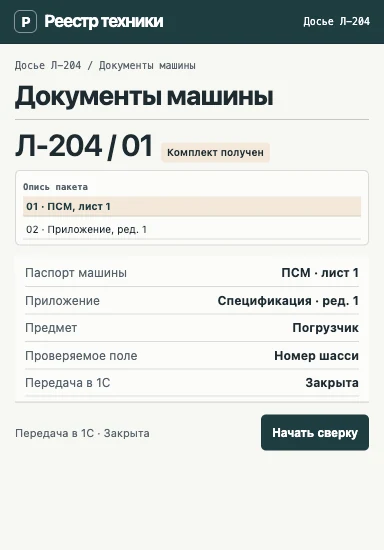 Р Реестр техники Досье Л-204
Досье Л-204 / Документы машины
Документы машины
Л-204 / 01 Комплект получен
Опись пакета
01 · ПСМ, лист 1
02 · Приложение, ред. 1
Паспорт машины ПСМ · лист 1
Приложение Спецификация · ред. 1
Предмет Погрузчик
Проверяемое поле Номер шасси
Передача в 1С Закрыта
Передача в 1С · Закрыта Начать сверку